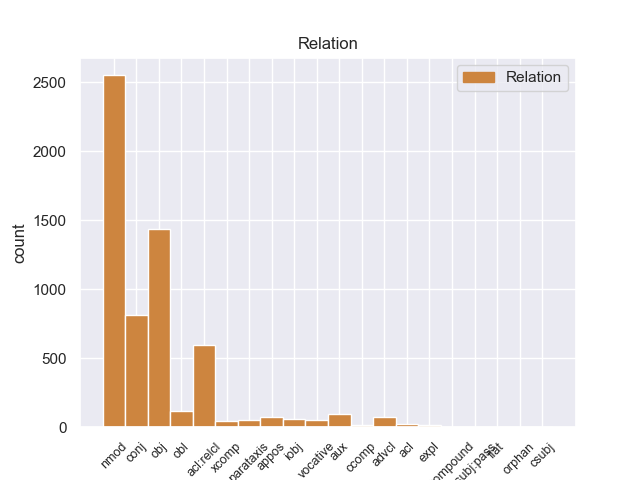 Relation
Relation
count
2500
2000
1500
1000
500
0
nmod
conj
obj
obl
acl:relcl
xcomp
parataxis
appos
iobj
vocative
aux
ccomp
advcl
acl
expl
orphan
csubj